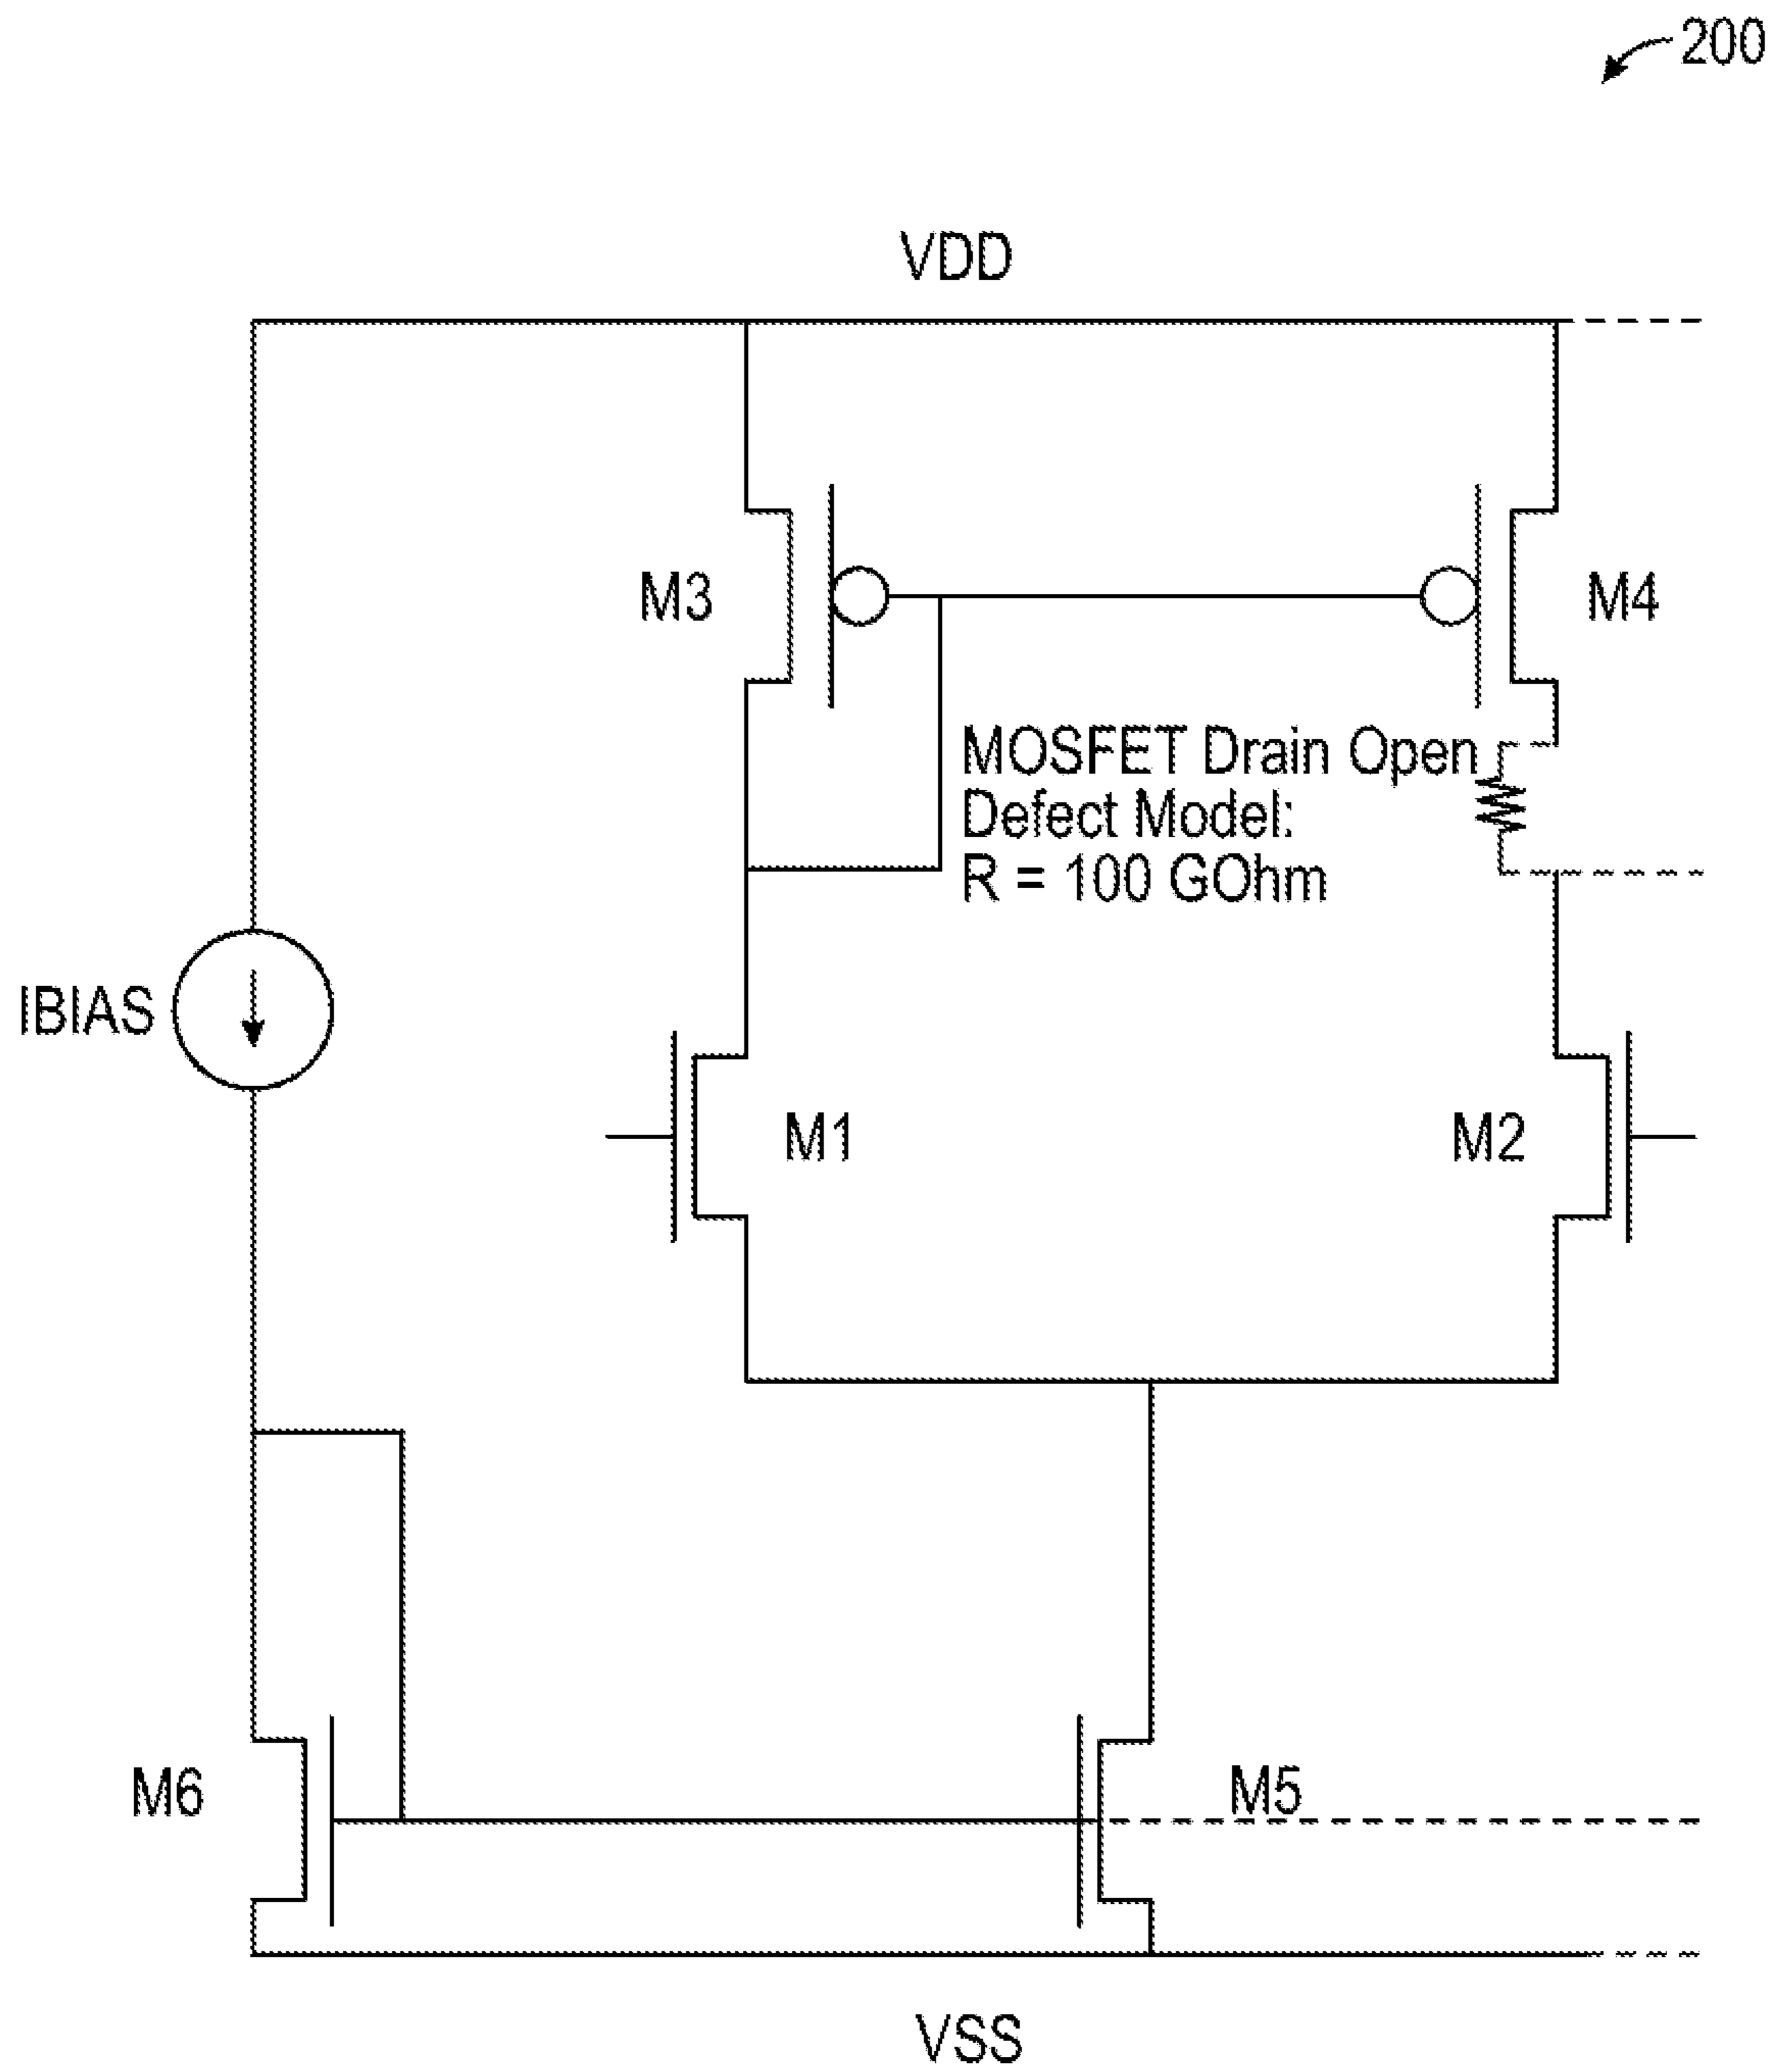 200
VDD
M3
M4
MOSFET Drain Open
Defect Model:
R = 100 GOhm
IBIAS
M1
M2
M6
M5
VSS